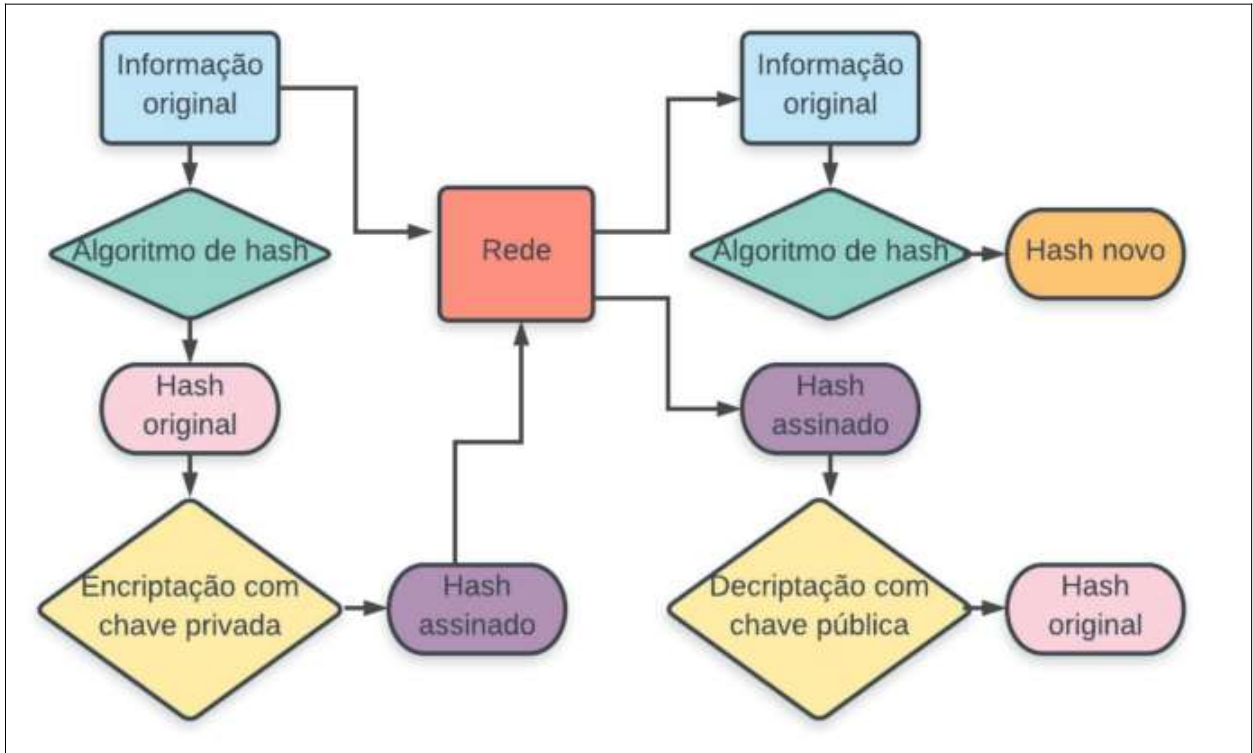 Informação
original
Algoritmo de hash
Hash
original
Encriptação com
chave privada
Hash
assinado
Rede
Informação
original
Algoritmo de hash
Hash novo
Hash
assinado
Decriptação com
chave pública
Hash
original